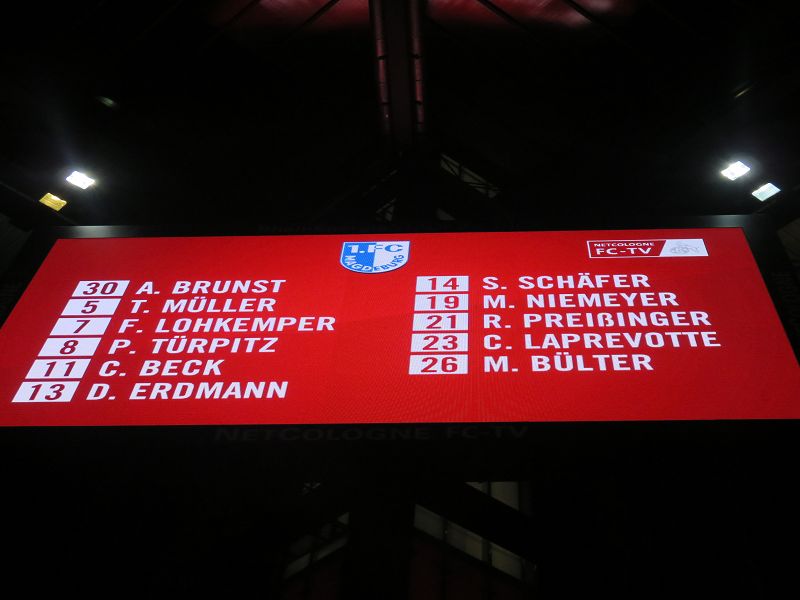 1.FC
MAGDEBURG
NETCOLOGNE
FC-TV
30 A. BRUNST
5 T. MÜLLER
7 F. LOHKEMPER
8 P. TÜRPITZ
11 C. BECK
13 D. ERDMANN
14 S. SCHÄFER
19 M. NIEMEYER
21 R. PREIßINGER
23 C. LAPREVOTTE
26 M. BÜLTER
NETCOLOGNE FC-TV